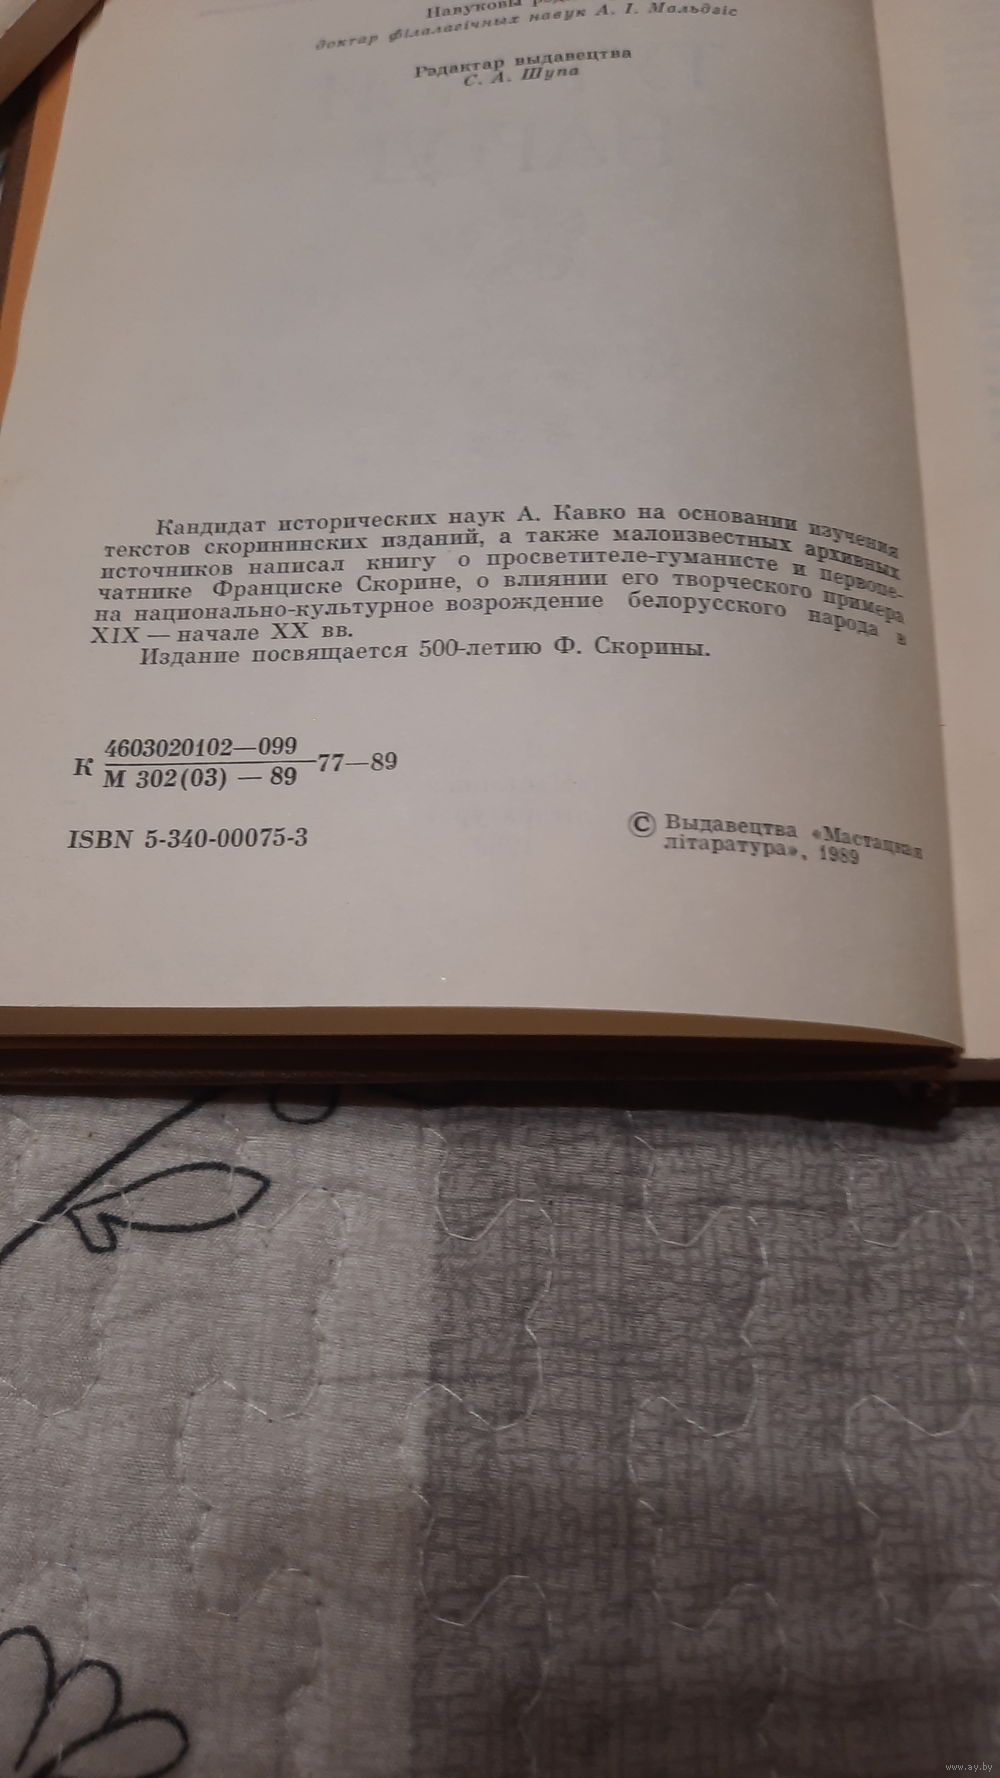 Навуковы
доктар філалагічных навук А. І. Мальдзіс
Рэдактар выдавецтва
С. А. Шупа
Кандидат исторических наук А. Кавко на основании изучения
текстов скорининских изданий, а также малоизвестных архивных
источников написал книгу о просветителе-гуманисте и первопе-
чатнике Франциске Скорине, о влиянии его творческого примера
на национально-культурное возрождение белорусского народа в
XIX — начале XX вв.
Издание посвящается 500-летию Ф. Скорины.
К 4603020102—099
М 302(03) — 89 77—89
ISBN 5-340-00075-3
© Выдавецтва «Мастацкая
літаратура», 1989
www.ay.by